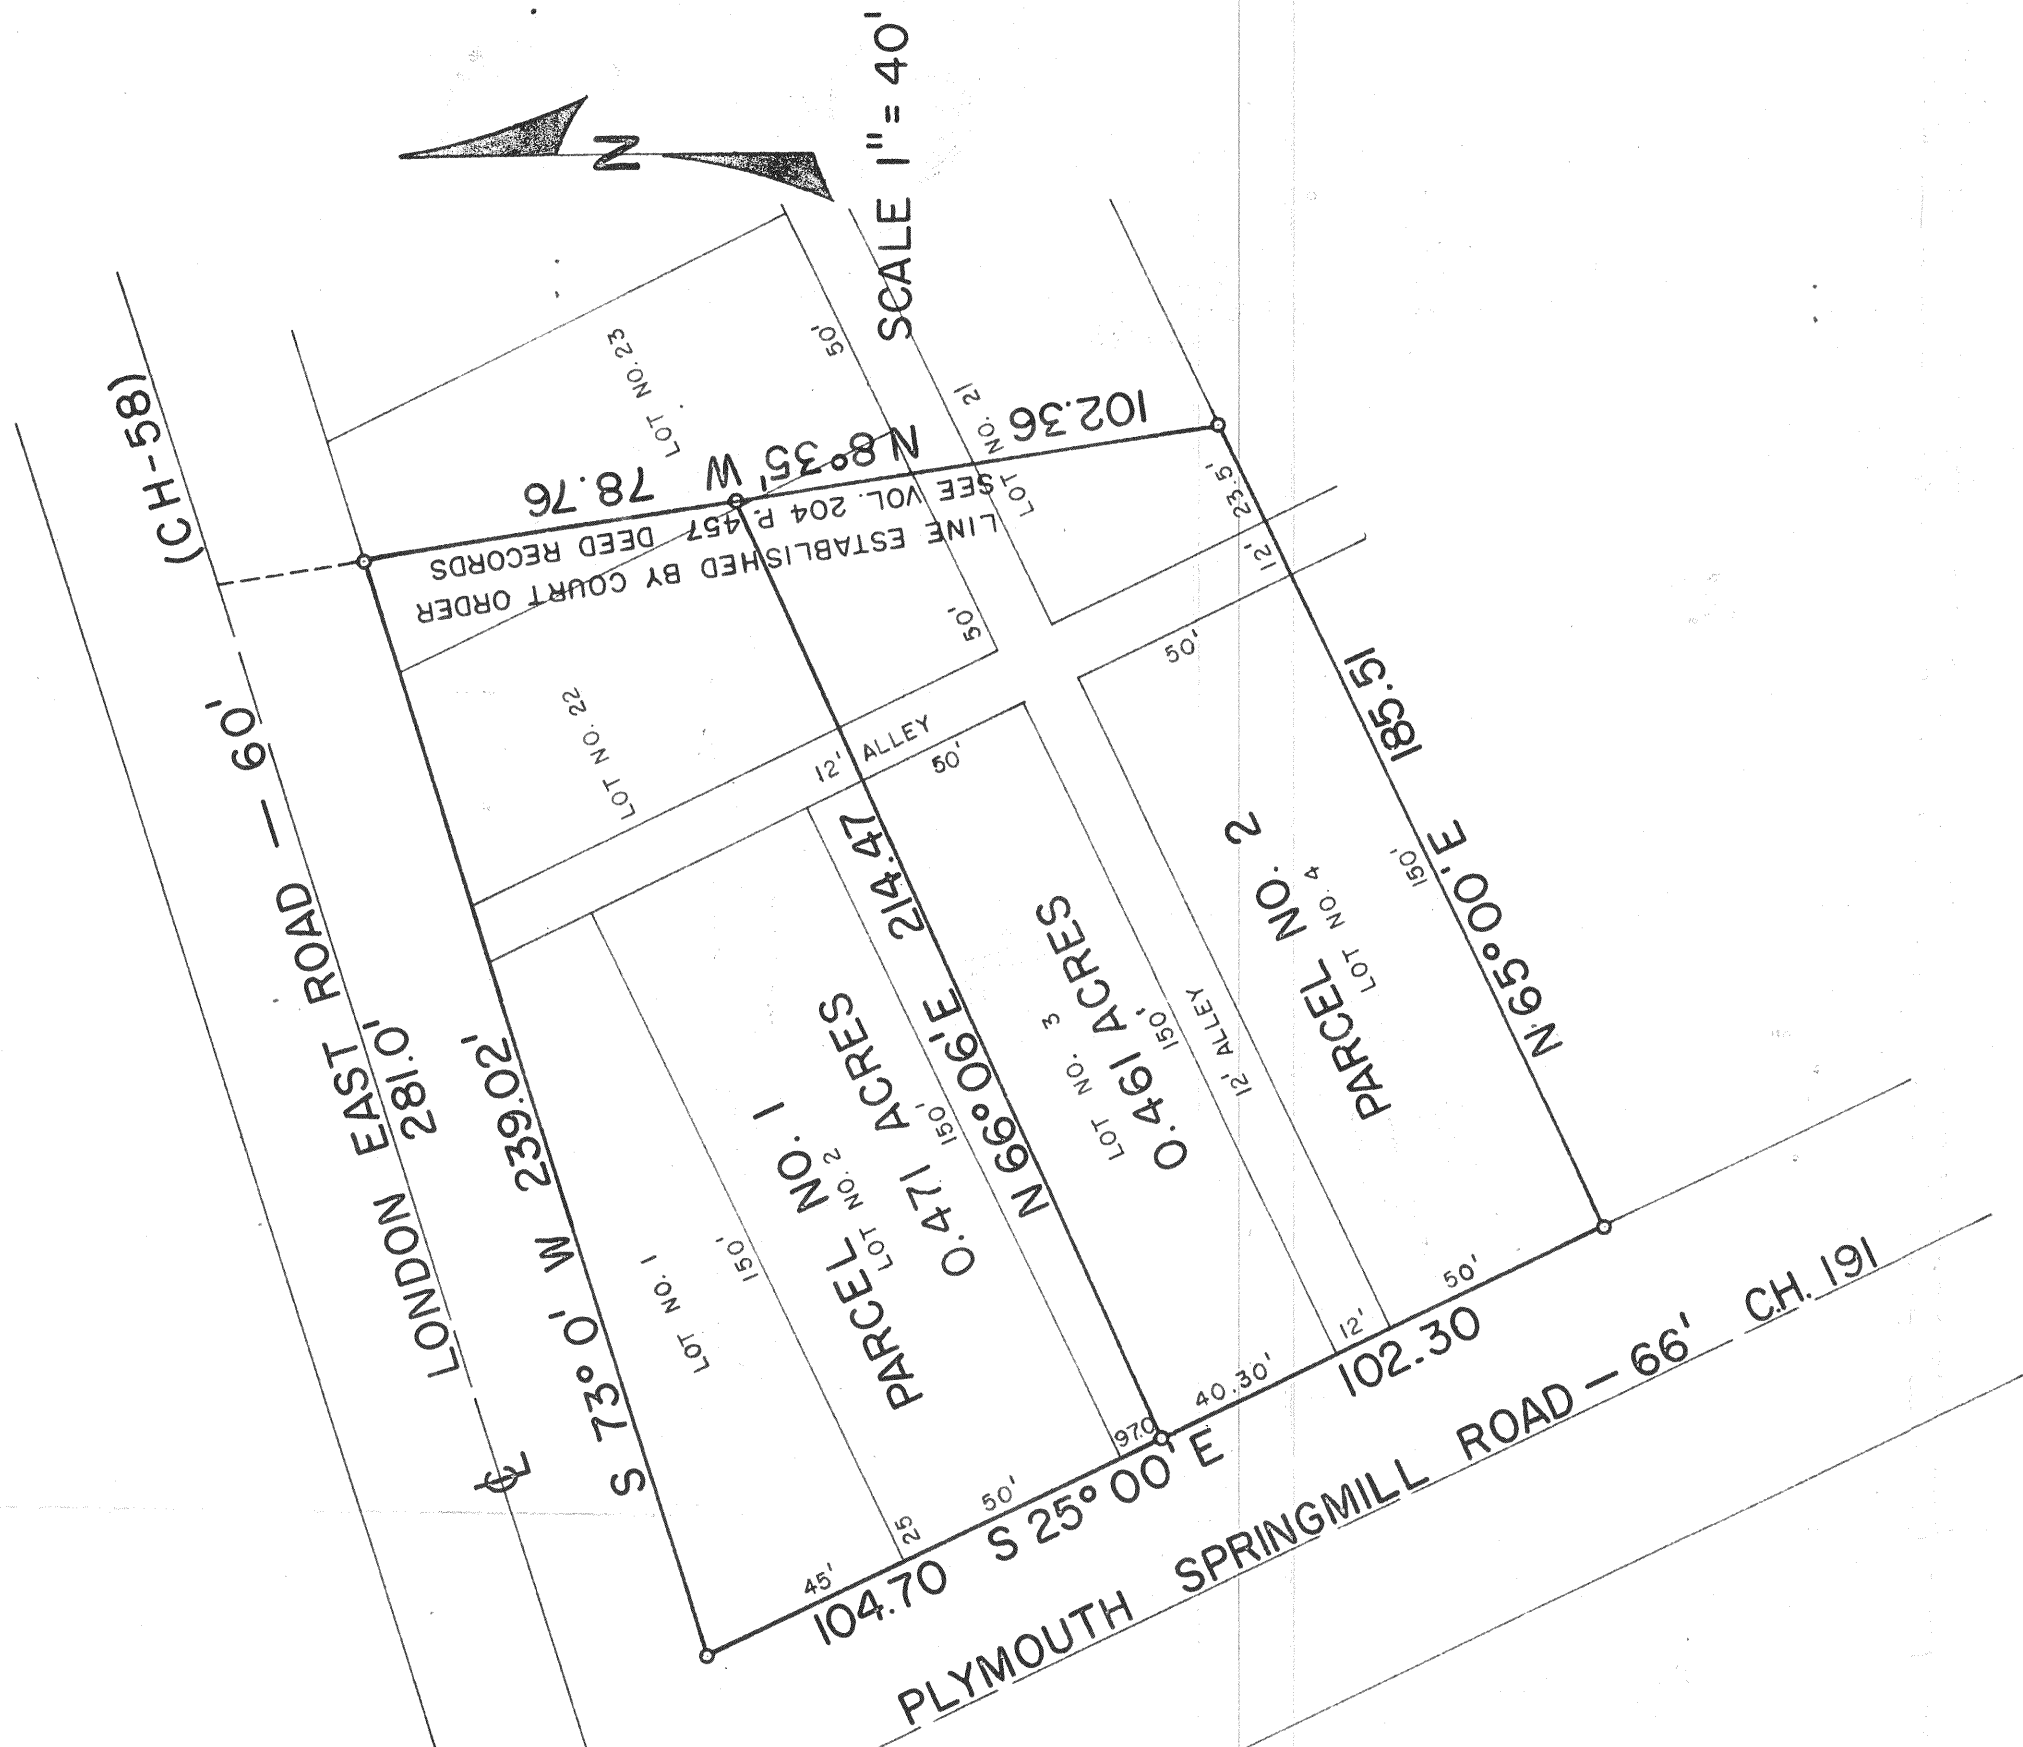 N
SCALE 1" = 40'
(CH-58)
LONDON EAST ROAD — 60'
281.0'
℄
S 73° 0' W 239.02'
78.76
N 8° 35' W
102.36
LINE ESTABLISHED BY COURT ORDER
SEE VOL. 204 P. 457 DEED RECORDS
LOT NO. 23
50'
LOT NO. 21
LOT NO. 22
50'
23.5'
12'
12' ALLEY
50'
50'
LOT NO. 1
150'
PARCEL NO. 1
LOT NO. 2
0.471 ACRES
150'
N 66° 06' E 214.47
LOT NO. 3
0.461 ACRES
150'
12' ALLEY
PARCEL NO. 2
LOT NO. 4
150'
N 65° 00' E 185.51
45'
25
50'
97.0
40.30'
12'
50'
104.70 S 25° 00' E 102.30
PLYMOUTH SPRINGMILL ROAD — 66' C.H. 191